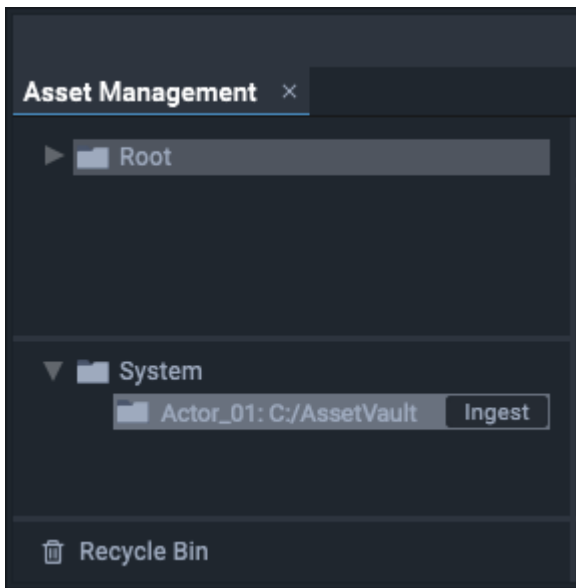 Asset Management ×
Root
System
Actor_01: C:/AssetVault Ingest
Recycle Bin